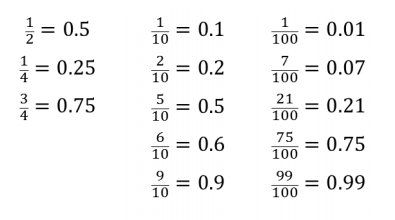 1/2 = 0.5 1/10 = 0.1 1/100 = 0.01
1/4 = 0.25 2/10 = 0.2 7/100 = 0.07
3/4 = 0.75 5/10 = 0.5 21/100 = 0.21
6/10 = 0.6 75/100 = 0.75
9/10 = 0.9 99/100 = 0.99